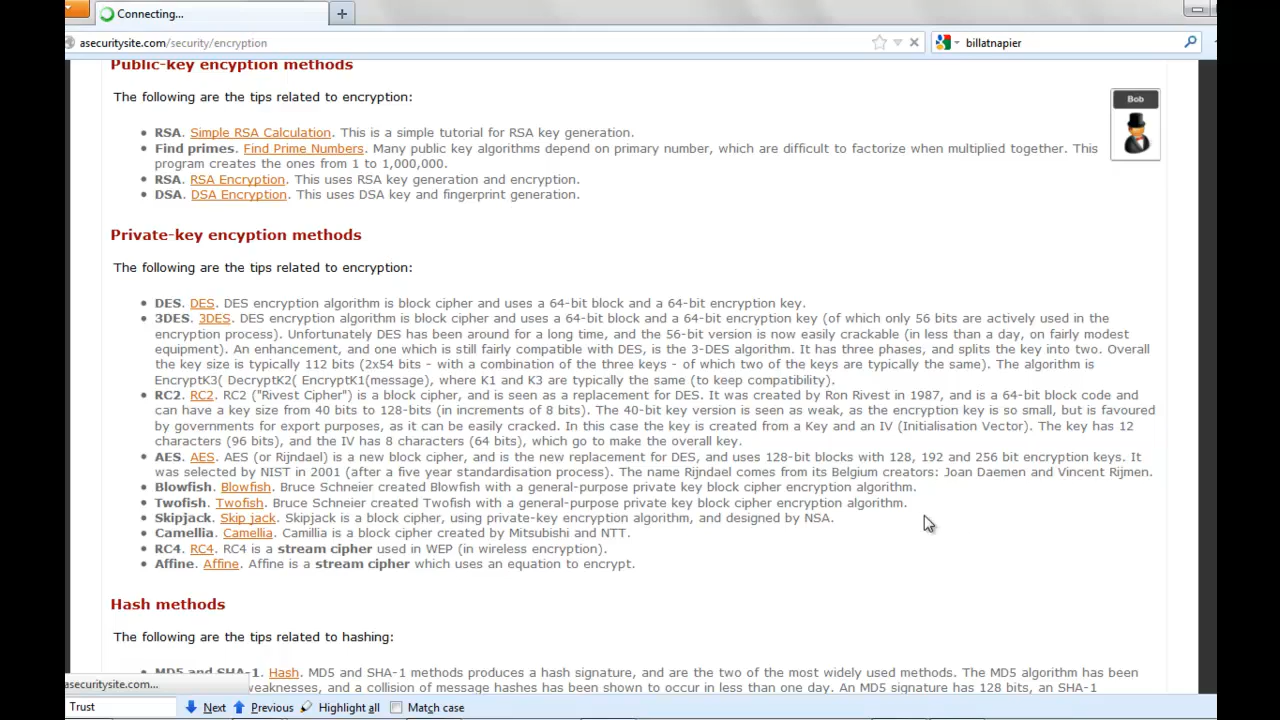 Connecting...
asecuritysite.com/security/encryption
billatnapier
Public-key encyption methods
The following are the tips related to encryption:
Bob
• RSA. Simple RSA Calculation. This is a simple tutorial for RSA key generation.
• Find primes. Find Prime Numbers. Many public key algorithms depend on primary number, which are difficult to factorize when multiplied together. This
program creates the ones from 1 to 1,000,000.
• RSA. RSA Encryption. This uses RSA key generation and encryption.
• DSA. DSA Encryption. This uses DSA key and fingerprint generation.
Private-key encyption methods
The following are the tips related to encryption:
• DES. DES. DES encryption algorithm is block cipher and uses a 64-bit block and a 64-bit encryption key.
• 3DES. 3DES. DES encryption algorithm is block cipher and uses a 64-bit block and a 64-bit encryption key (of which only 56 bits are actively used in the
encryption process). Unfortunately DES has been around for a long time, and the 56-bit version is now easily crackable (in less than a day, on fairly modest
equipment). An enhancement, and one which is still fairly compatible with DES, is the 3-DES algorithm. It has three phases, and splits the key into two. Overall
the key size is typically 112 bits (2x54 bits - with a combination of the three keys - of which two of the keys are typically the same). The algorithm is
EncryptK3( DecryptK2( EncryptK1(message), where K1 and K3 are typically the same (to keep compatibility).
• RC2. RC2. RC2 ("Rivest Cipher") is a block cipher, and is seen as a replacement for DES. It was created by Ron Rivest in 1987, and is a 64-bit block code and
can have a key size from 40 bits to 128-bits (in increments of 8 bits). The 40-bit key version is seen as weak, as the encryption key is so small, but is favoured
by governments for export purposes, as it can be easily cracked. In this case the key is created from a Key and an IV (Initialisation Vector). The key has 12
characters (96 bits), and the IV has 8 characters (64 bits), which go to make the overall key.
• AES. AES. AES (or Rijndael) is a new block cipher, and is the new replacement for DES, and uses 128-bit blocks with 128, 192 and 256 bit encryption keys. It
was selected by NIST in 2001 (after a five year standardisation process). The name Rijndael comes from its Belgium creators: Joan Daemen and Vincent Rijmen.
• Blowfish. Blowfish. Bruce Schneier created Blowfish with a general-purpose private key block cipher encryption algorithm.
• Twofish. Twofish. Bruce Schneier created Twofish with a general-purpose private key block cipher encryption algorithm.
• Skipjack. Skip jack. Skipjack is a block cipher, using private-key encryption algorithm, and designed by NSA.
• Camellia. Camellia. Camillia is a block cipher created by Mitsubishi and NTT.
• RC4. RC4. RC4 is a stream cipher used in WEP (in wireless encryption).
• Affine. Affine. Affine is a stream cipher which uses an equation to encrypt.
Hash methods
The following are the tips related to hashing:
• MD5 and SHA-1. Hash. MD5 and SHA-1 methods produces a hash signature, and are the two of the most widely used methods. The MD5 algorithm has been
weaknesses, and a collision of message hashes has been shown to occur in less than one day. An MD5 signature has 128 bits, an SHA-1
asecuritysite.com...
Trust Next Previous Highlight all Match case